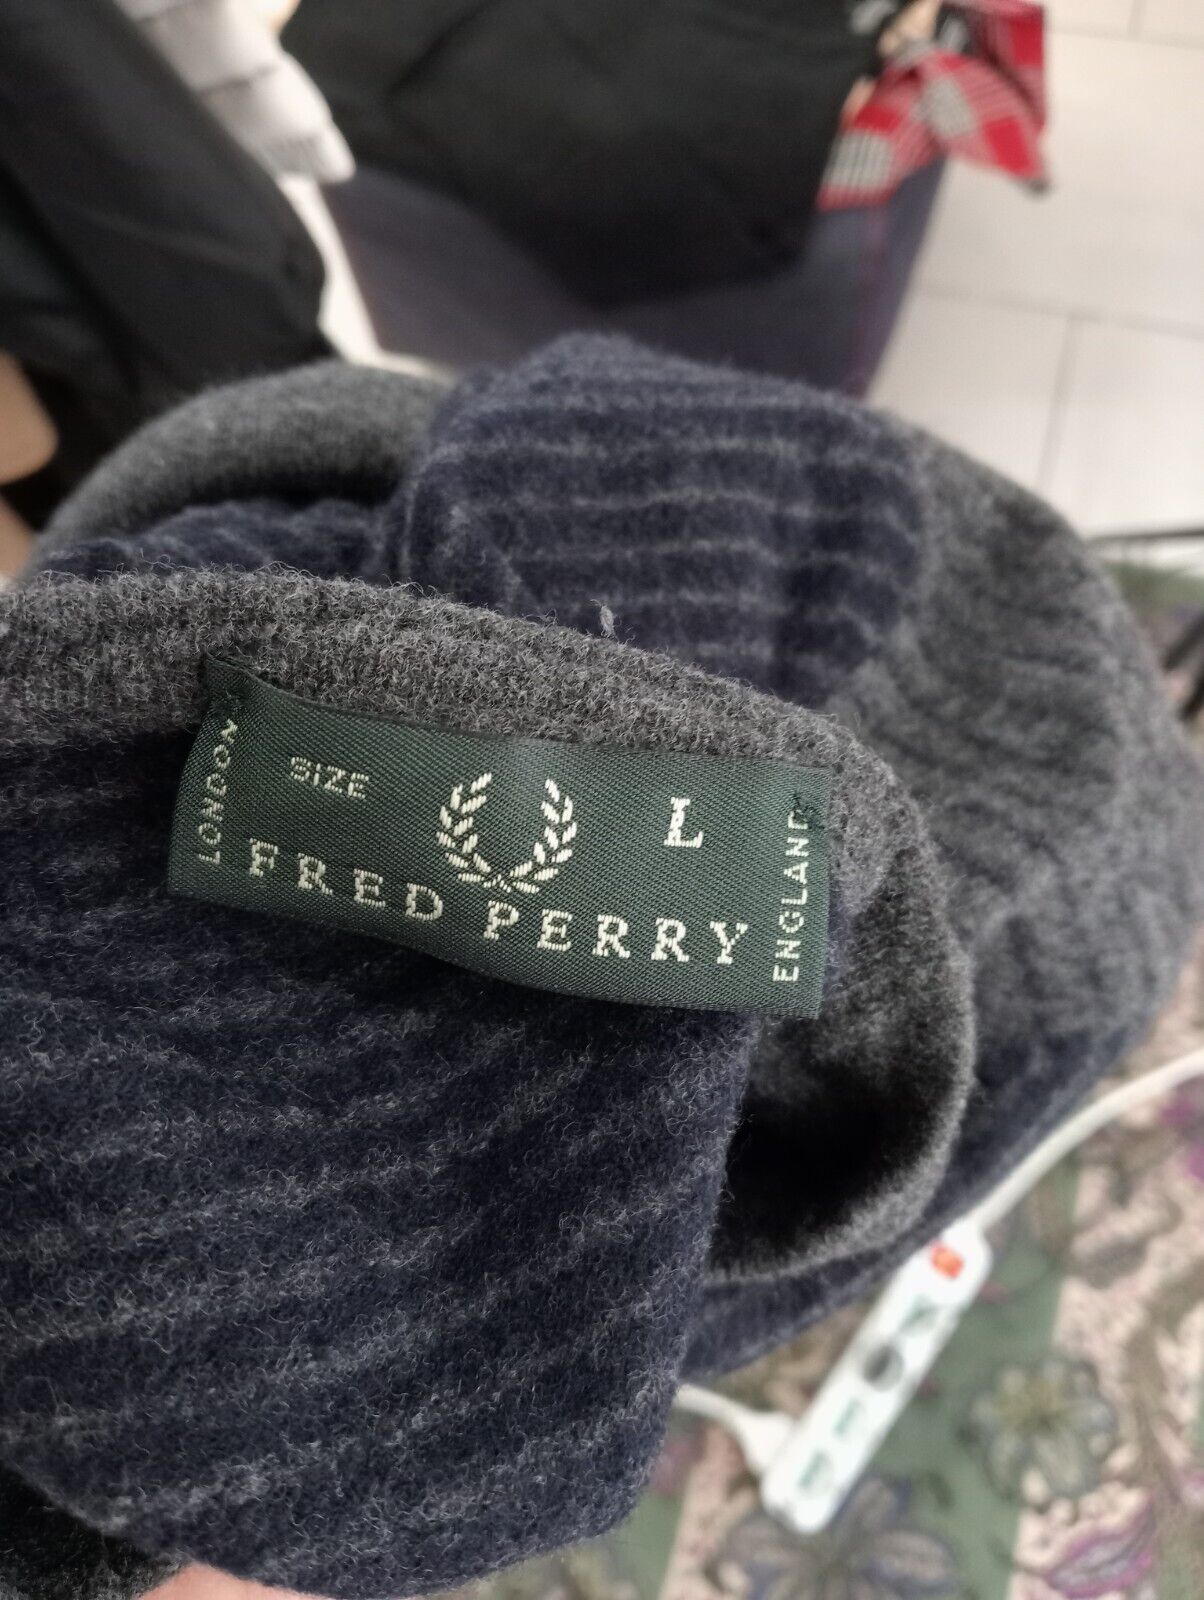 LONDON
SIZE L
FRED PERRY
ENGLAND